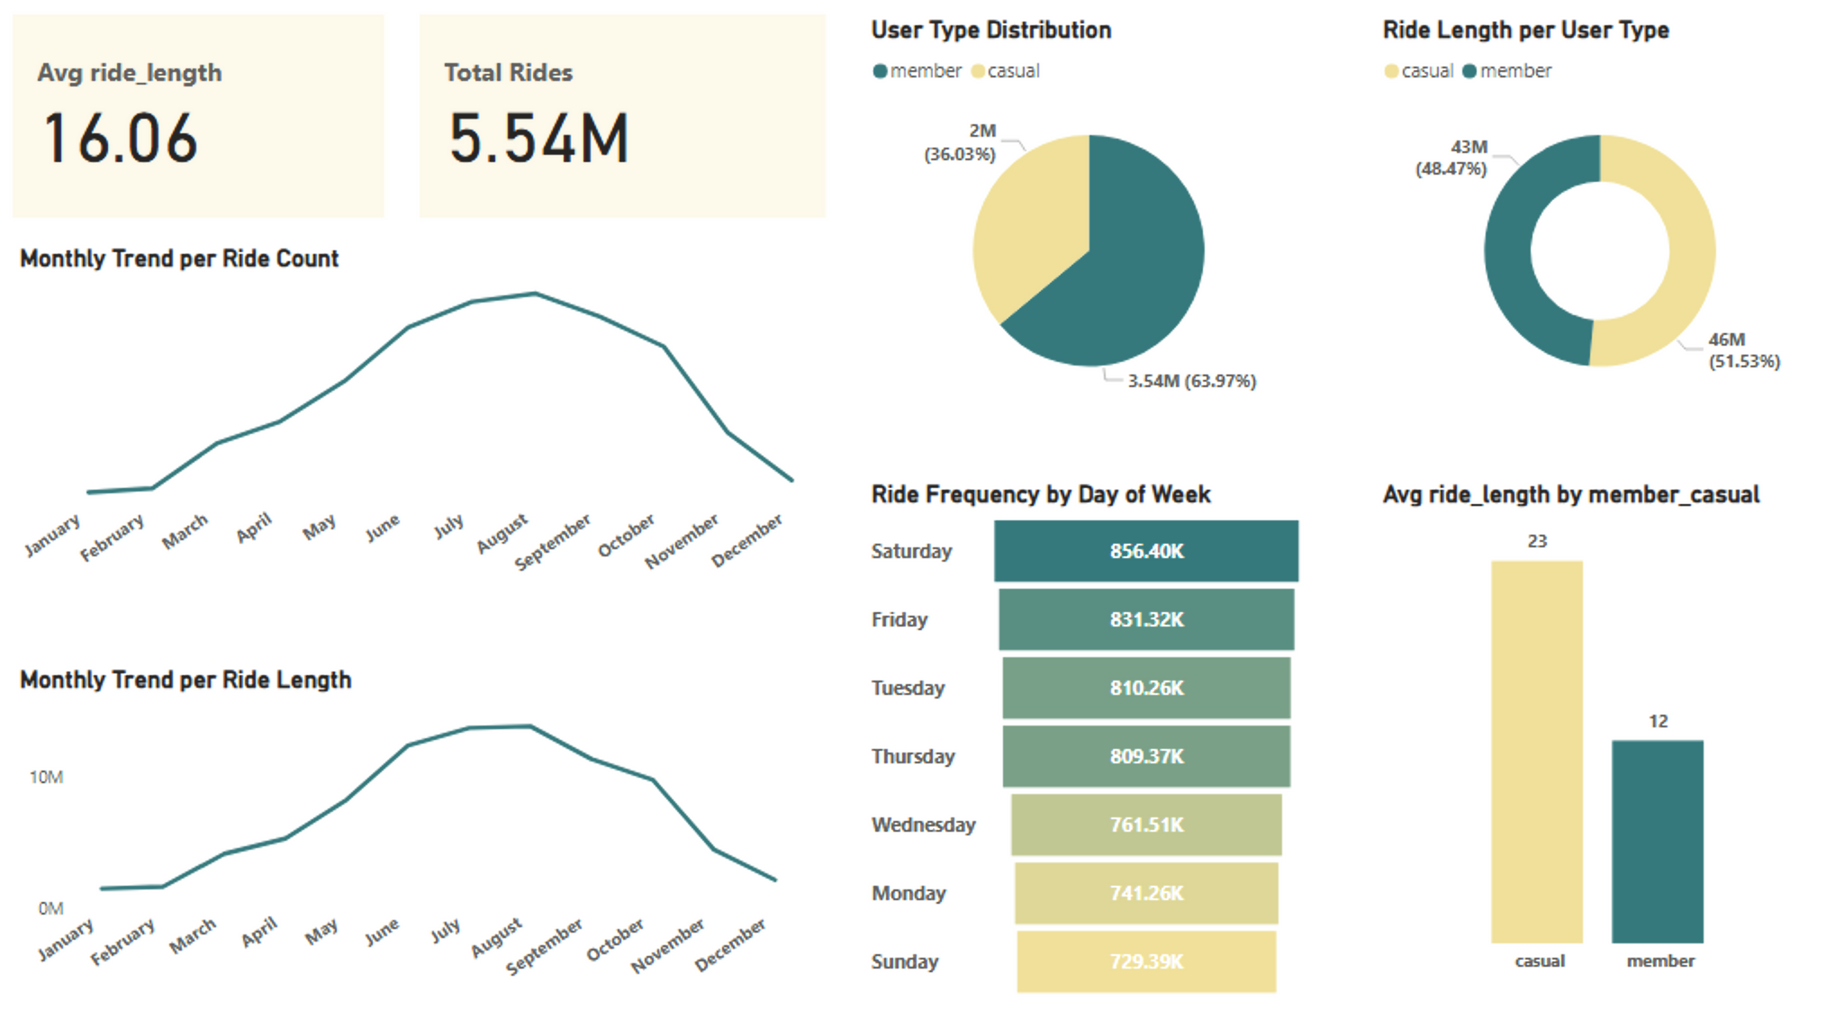 Avg ride_length
16.06
Total Rides
5.54M
Monthly Trend per Ride Count
January
February
March
April
May
June
July
August
September
October
November
December
Monthly Trend per Ride Length
10M
0M
January
February
March
April
May
June
July
August
September
October
November
December
User Type Distribution
member casual
2M
(36.03%)
3.54M (63.97%)
Ride Length per User Type
casual member
43M
(48.47%)
46M
(51.53%)
Ride Frequency by Day of Week
Saturday 856.40K
Friday 831.32K
Tuesday 810.26K
Thursday 809.37K
Wednesday 761.51K
Monday 741.26K
Sunday 729.39K
Avg ride_length by member_casual
23
12
casual member